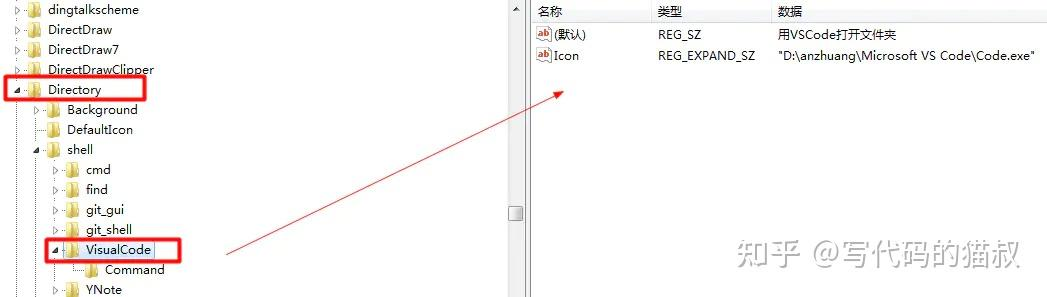 dingtalkscheme
DirectDraw
DirectDraw7
DirectDrawClipper
Directory
Background
DefaultIcon
shell
cmd
find
git_gui
git_shell
VisualCode
Command
YNote
名称 类型 数据
ab (默认) REG_SZ 用VSCode打开文件夹
ab Icon REG_EXPAND_SZ "D:\anzhuang\Microsoft VS Code\Code.exe"
知乎 @写代码的猫叔